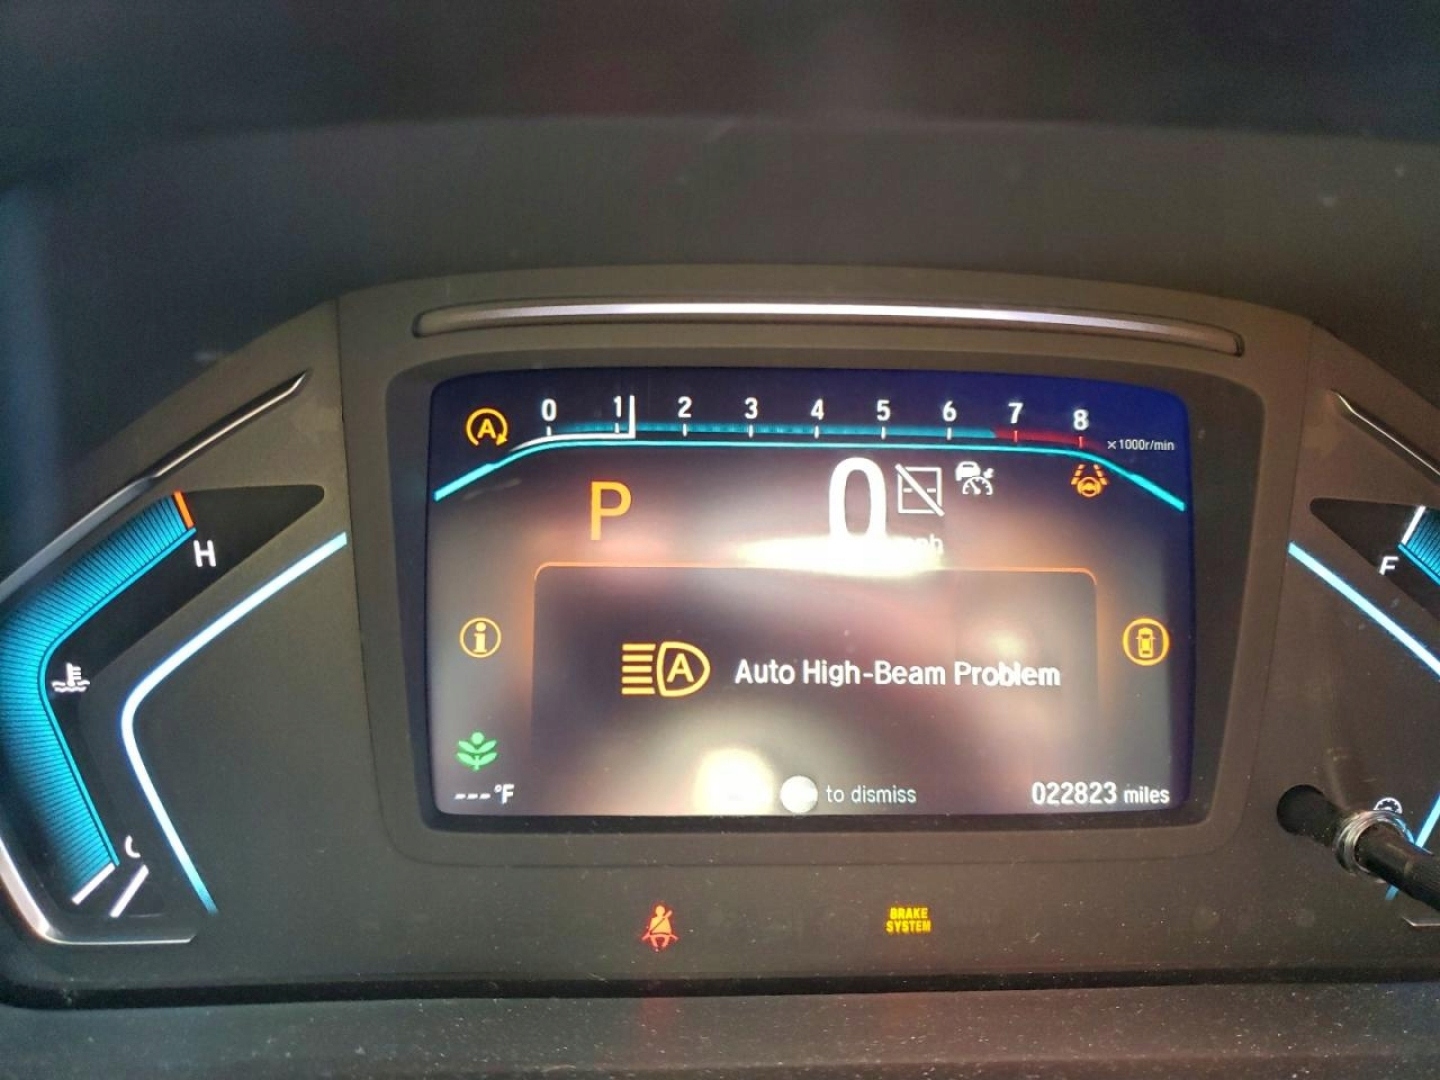 0 1 2 3 4 5 6 7 8
×1000r/min
A
P 0
mph
H
F
i
A Auto High-Beam Problem
---°F
to dismiss
022823 miles
C
BRAKE
SYSTEM